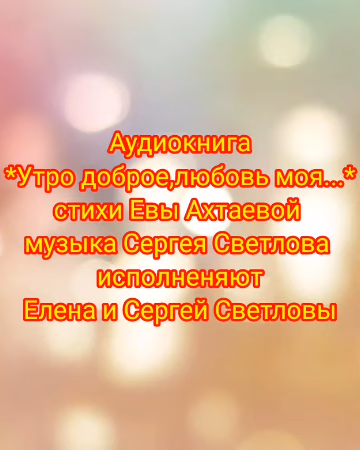 Аудиокнига
*Утро доброе,любовь моя...*
стихи Евы Ахтаевой
музыка Сергея Светлова
исполненяют
Елена и Сергей Светловы